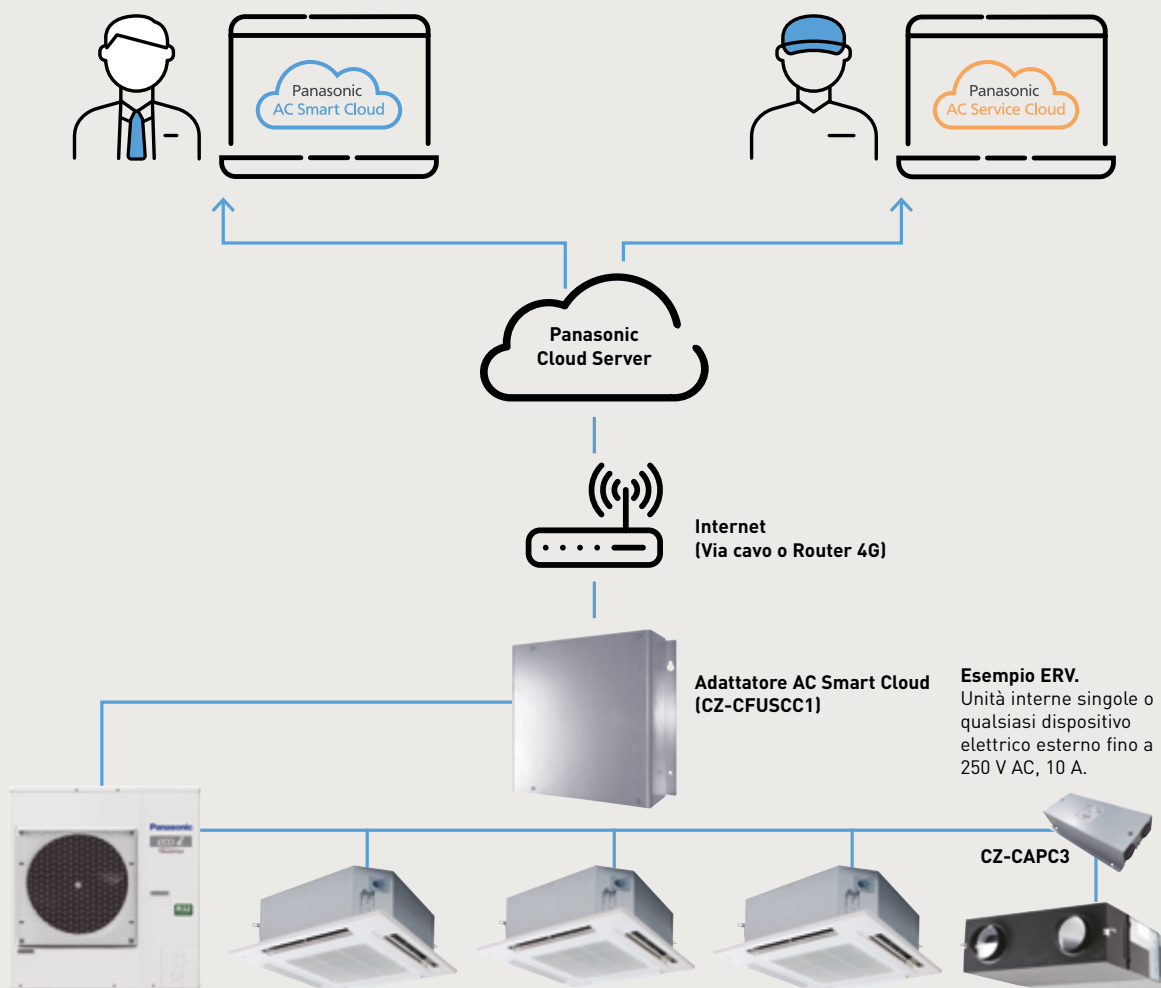 Panasonic
AC Smart Cloud
Panasonic
AC Service Cloud
Panasonic
Cloud Server
Internet
(Via cavo o Router 4G)
Adattatore AC Smart Cloud
(CZ-CFUSCC1)
Esempio ERV.
Unità interne singole o
qualsiasi dispositivo
elettrico esterno fino a
250 V AC, 10 A.
CZ-CAPC3
Panasonic